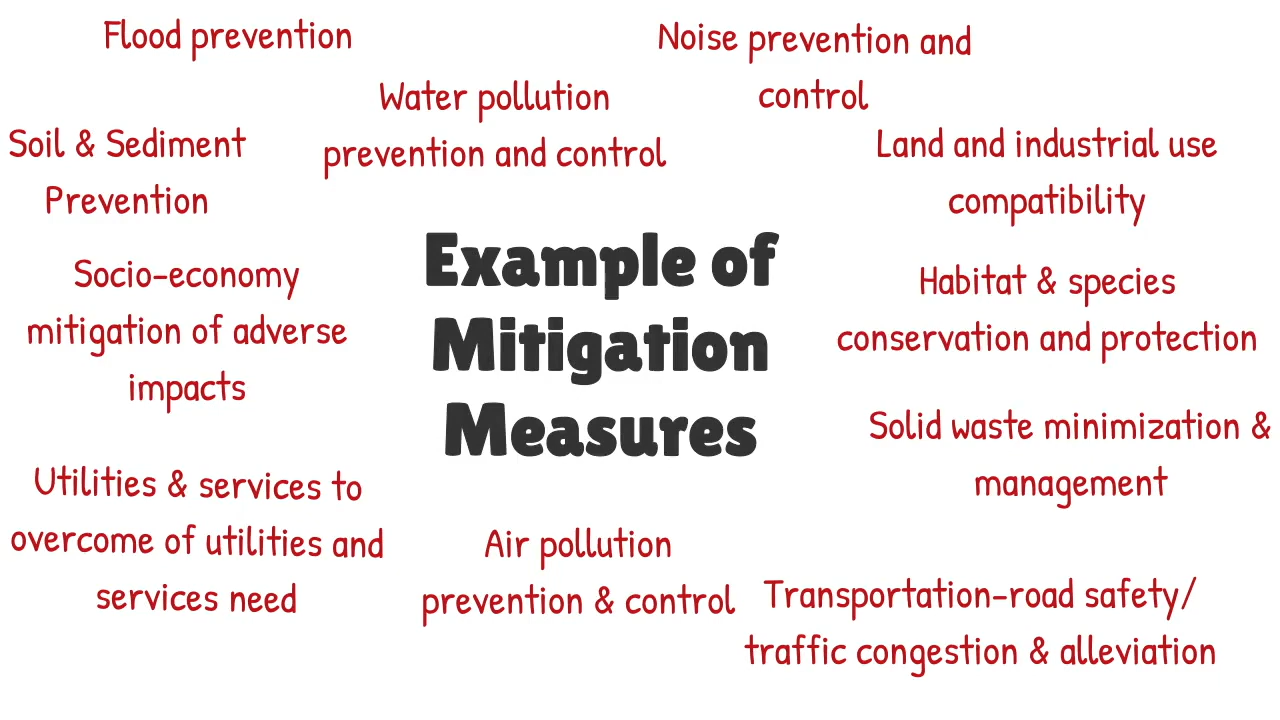 Flood prevention
Noise prevention and
control
Water pollution
prevention and control
Soil & Sediment
Prevention
Land and industrial use
compatibility
Example of
Mitigation
Measures
Socio-economy
mitigation of adverse
impacts
Habitat & species
conservation and protection
Solid waste minimization &
management
Utilities & services to
overcome of utilities and
services need
Air pollution
prevention & control
Transportation-road safety/
traffic congestion & alleviation